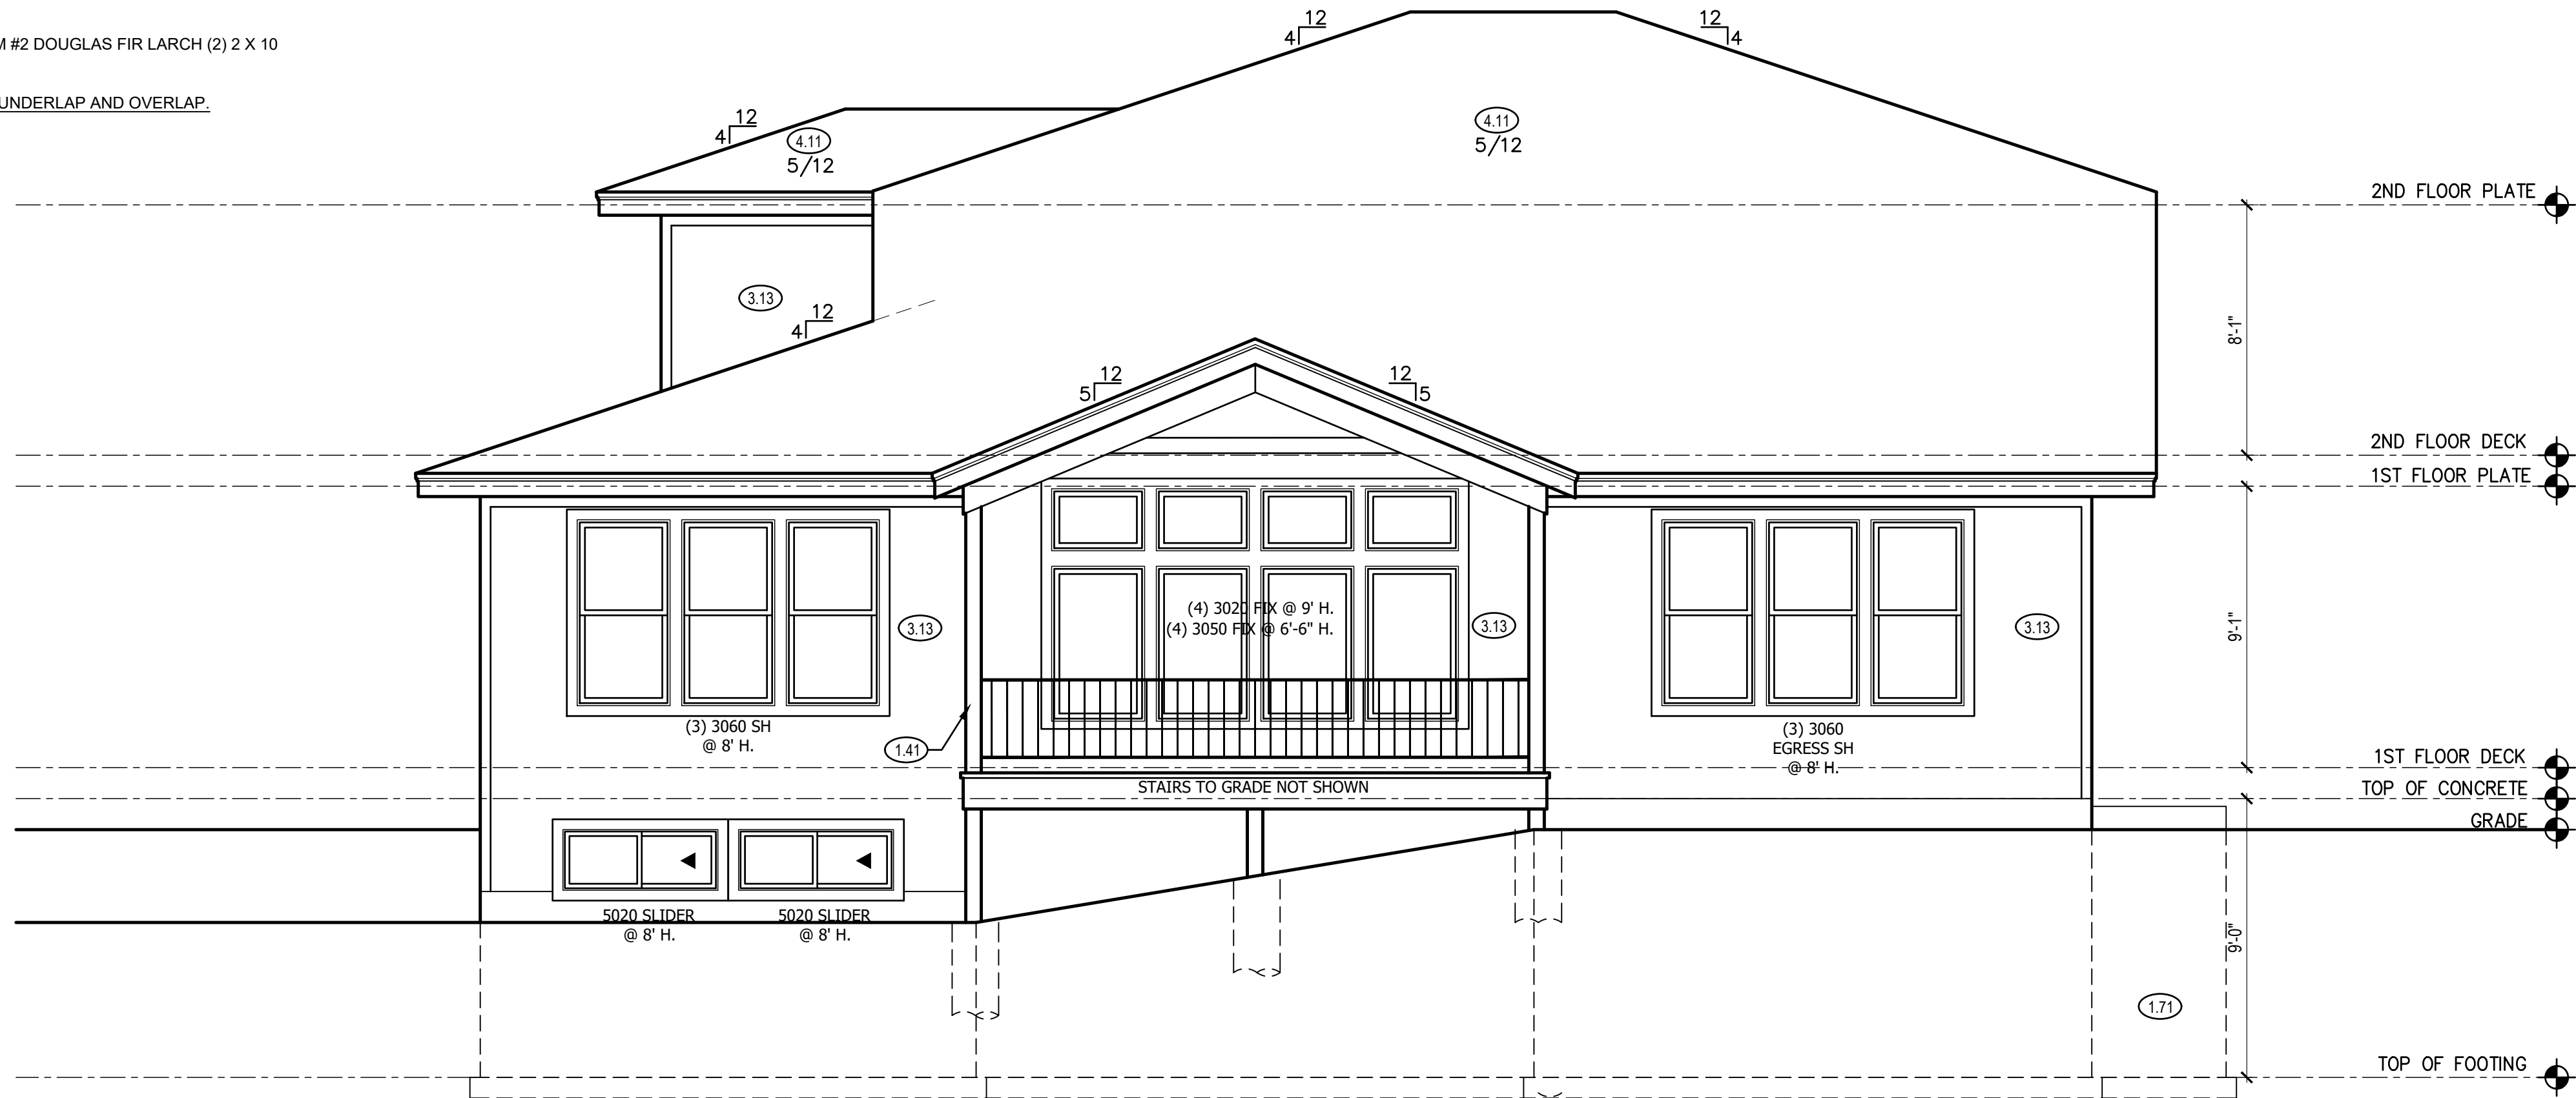 M #2 DOUGLAS FIR LARCH (2) 2 X 10
UNDERLAP AND OVERLAP.
12
4
12
4
12
4
4.11
5/12
4.11
5/12
2ND FLOOR PLATE
3.13
12
4
8'-1"
12
5
12
5
2ND FLOOR DECK
1ST FLOOR PLATE
(4) 3020 FIX @ 9' H.
(4) 3050 FIX @ 6'-6" H.
3.13
3.13
3.13
9'-1"
(3) 3060 SH
@ 8' H.
1.41
(3) 3060
EGRESS SH
@ 8' H.
1ST FLOOR DECK
STAIRS TO GRADE NOT SHOWN
TOP OF CONCRETE
GRADE
5020 SLIDER
@ 8' H.
5020 SLIDER
@ 8' H.
9'-0"
1.71
TOP OF FOOTING